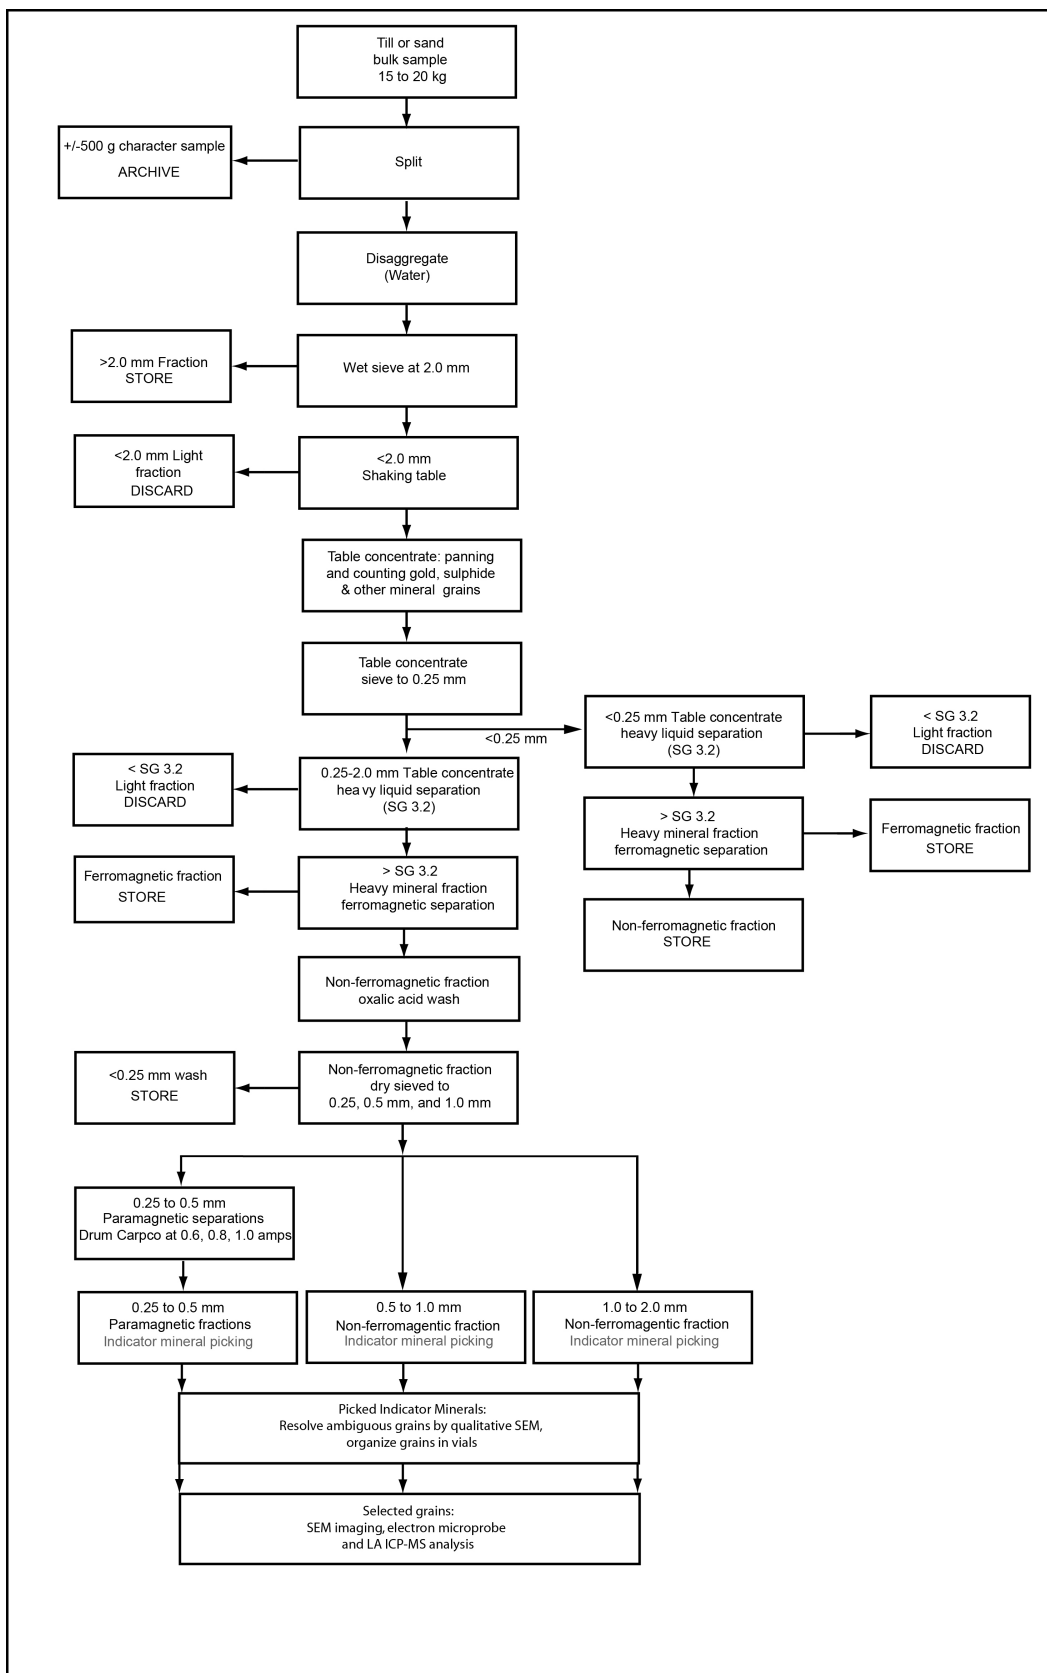 Till or sand
bulk sample
15 to 20 kg
+/-500 g character sample
ARCHIVE
Split
Disaggregate
(Water)
>2.0 mm Fraction
STORE
Wet sieve at 2.0 mm
<2.0 mm Light
fraction
DISCARD
<2.0 mm
Shaking table
Table concentrate: panning
and counting gold, sulphide
& other mineral grains
Table concentrate
sieve to 0.25 mm
<0.25 mm
<0.25 mm Table concentrate
heavy liquid separation
(SG 3.2)
< SG 3.2
Light fraction
DISCARD
< SG 3.2
Light fraction
DISCARD
0.25-2.0 mm Table concentrate
heavy liquid separation
(SG 3.2)
> SG 3.2
Heavy mineral fraction
ferromagnetic separation
Ferromagnetic fraction
STORE
Ferromagnetic fraction
STORE
> SG 3.2
Heavy mineral fraction
ferromagnetic separation
Non-ferromagnetic fraction
STORE
Non-ferromagnetic fraction
oxalic acid wash
<0.25 mm wash
STORE
Non-ferromagnetic fraction
dry sieved to
0.25, 0.5 mm, and 1.0 mm
0.25 to 0.5 mm
Paramagnetic separations
Drum Carpco at 0.6, 0.8, 1.0 amps
0.25 to 0.5 mm
Paramagnetic fractions
Indicator mineral picking
0.5 to 1.0 mm
Non-ferromagentic fraction
Indicator mineral picking
1.0 to 2.0 mm
Non-ferromagentic fraction
Indicator mineral picking
Picked Indicator Minerals:
Resolve ambiguous grains by qualitative SEM,
organize grains in vials
Selected grains:
SEM imaging, electron microprobe
and LA ICP-MS analysis